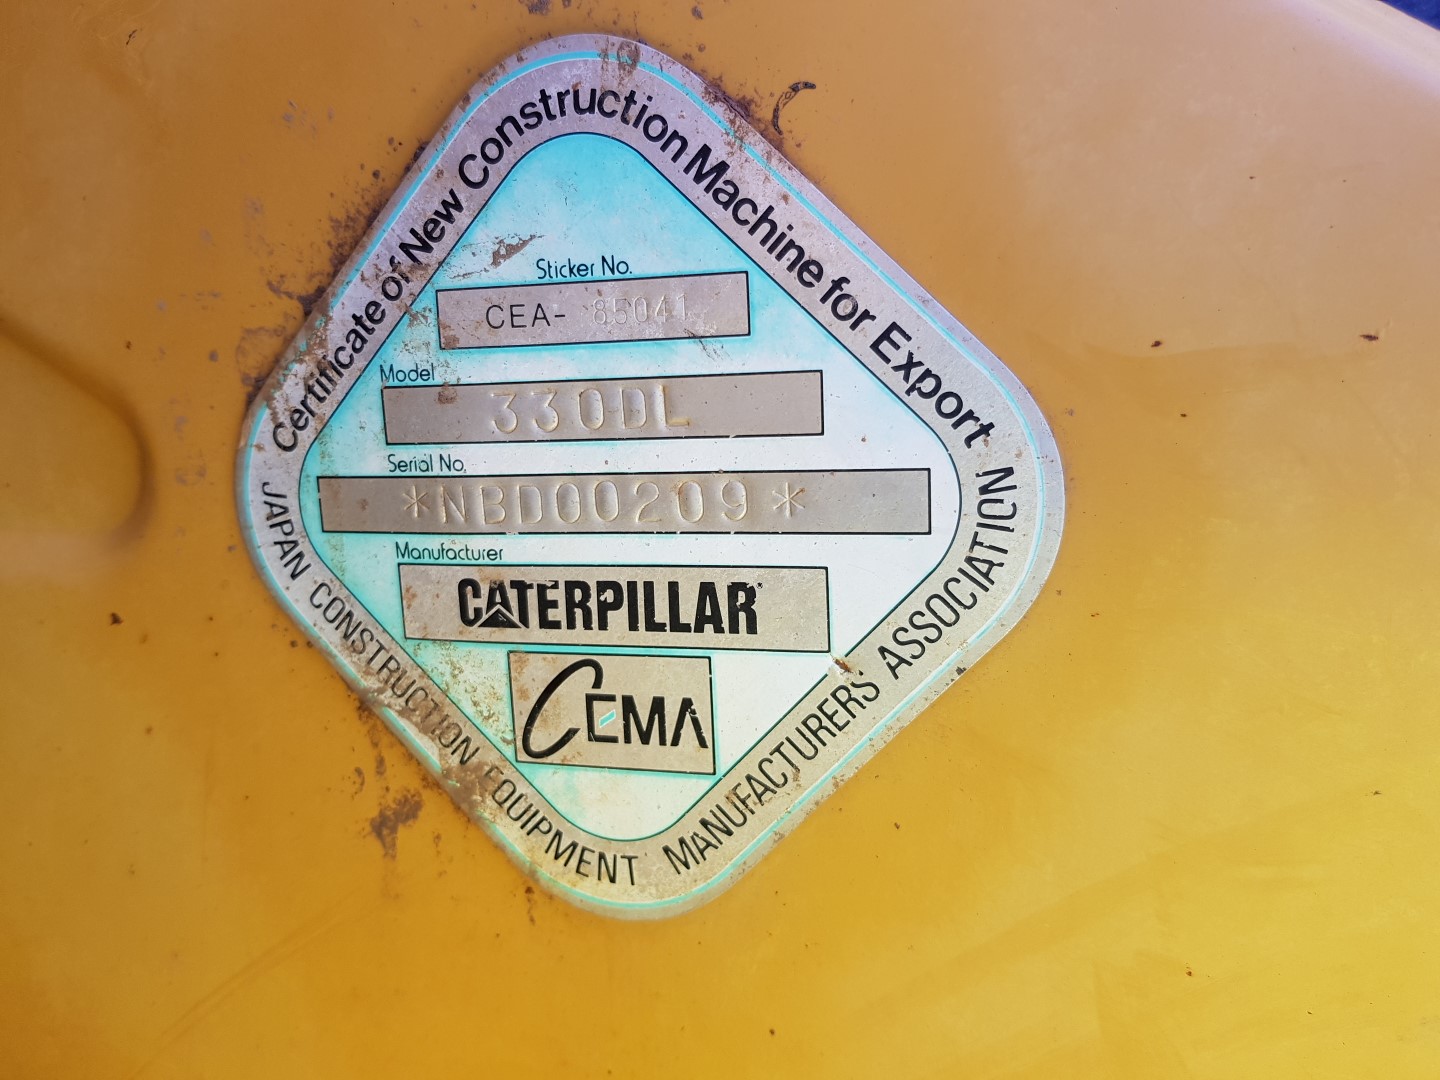 Certificate of New Construction Machine for Export
Sticker No.
CEA- 85041
Model
330DL
Serial No.
*NBD00209*
Manufacturer
CATERPILLAR
CEMA
JAPAN CONSTRUCTION EQUIPMENT MANUFACTURERS' ASSOCIATION